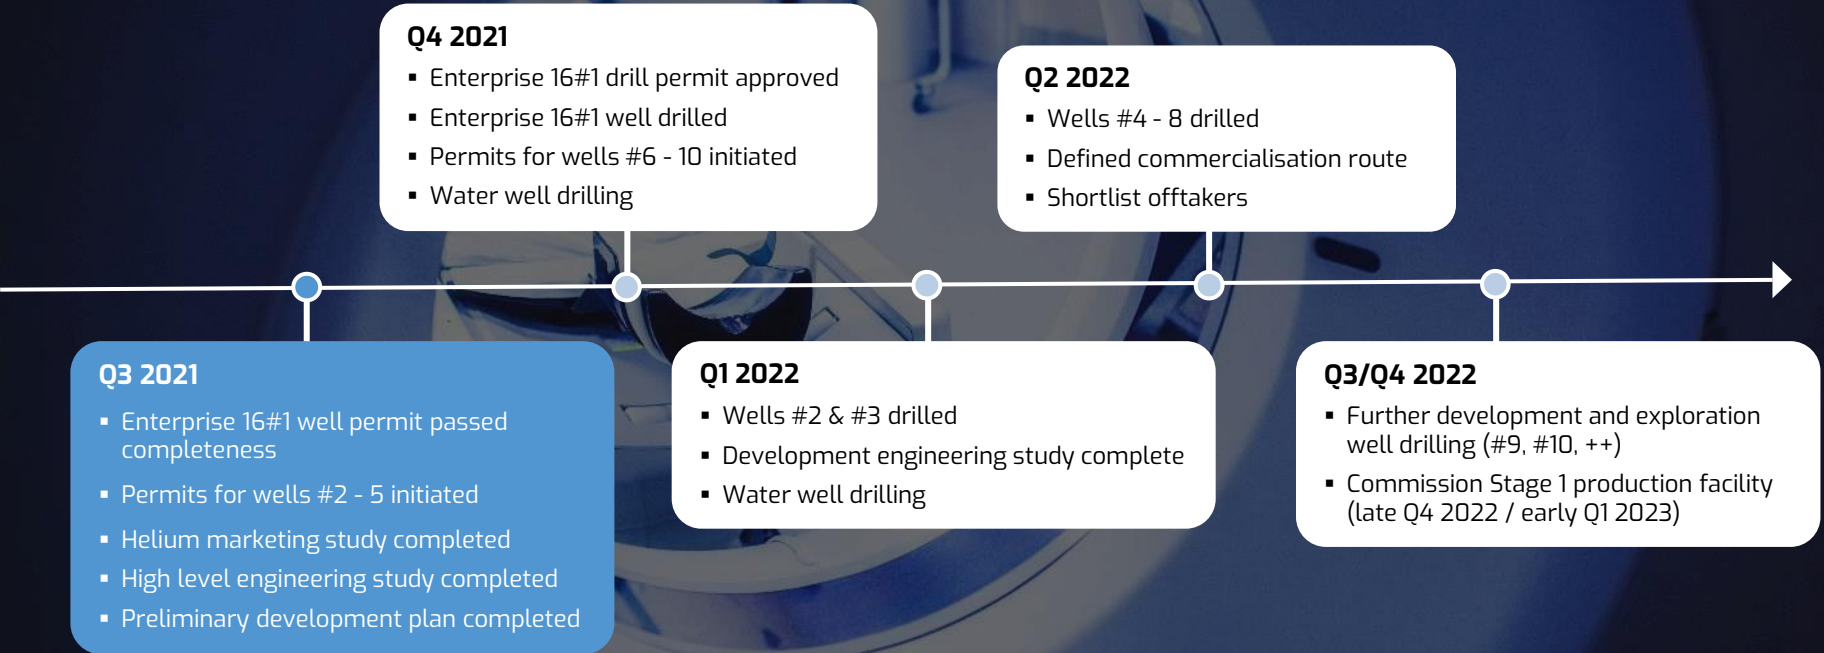 Q4 2021
▪ Enterprise 16#1 drill permit approved
▪ Enterprise 16#1 well drilled
▪ Permits for wells #6 - 10 initiated
▪ Water well drilling
Q2 2022
▪ Wells #4 - 8 drilled
▪ Defined commercialisation route
▪ Shortlist offtakers
Q3 2021
▪ Enterprise 16#1 well permit passed
completeness
▪ Permits for wells #2 - 5 initiated
▪ Helium marketing study completed
▪ High level engineering study completed
▪ Preliminary development plan completed
Q1 2022
▪ Wells #2 & #3 drilled
▪ Development engineering study complete
▪ Water well drilling
Q3/Q4 2022
▪ Further development and exploration
well drilling (#9, #10, ++)
▪ Commission Stage 1 production facility
(late Q4 2022 / early Q1 2023)